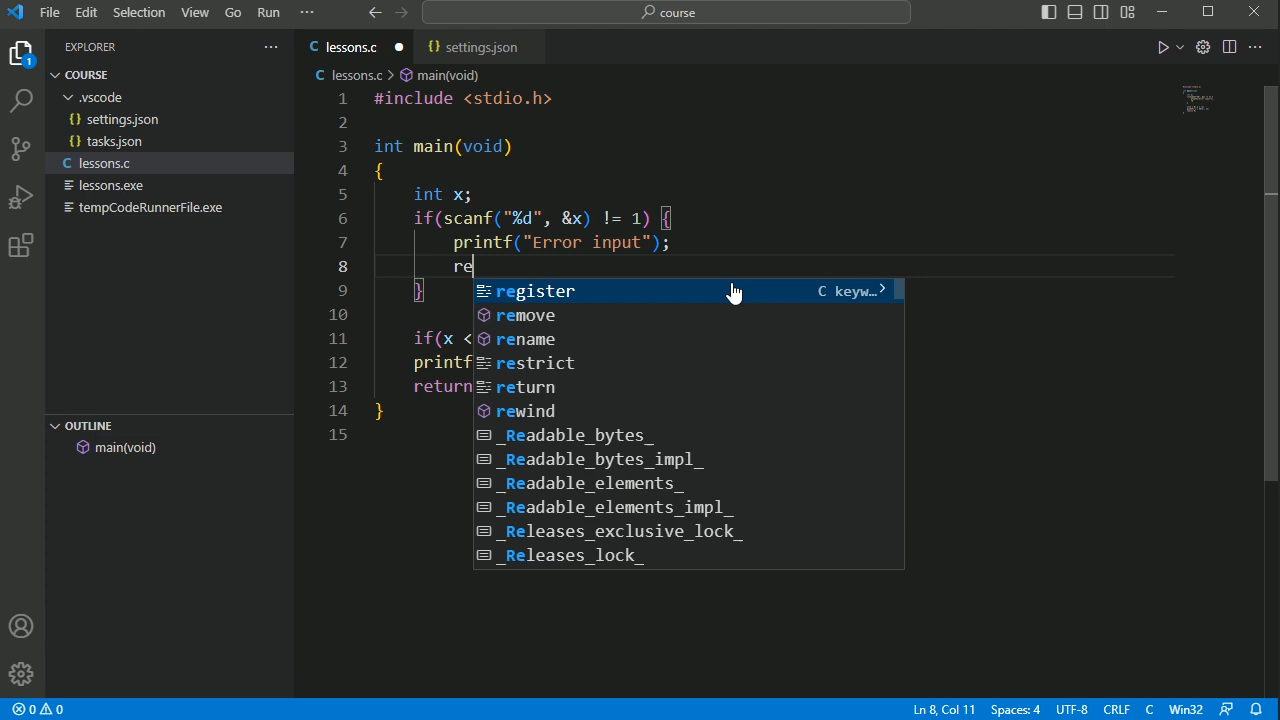 File Edit Selection View Go Run ··· course
EXPLORER ···
COURSE
.vscode
{} settings.json
{} tasks.json
C lessons.c
lessons.exe
tempCodeRunnerFile.exe
OUTLINE
main(void)
1
C lessons.c ● {} settings.json
C lessons.c > main(void)
1 #include <stdio.h>
2
3 int main(void)
4 {
5 int x;
6 if(scanf("%d", &x) != 1) {
7 printf("Error input");
8 re
9 }
10
11 if(x <
12 printf
13 return
14 }
15
register C keyw…
remove
rename
restrict
return
rewind
_Readable_bytes_
_Readable_bytes_impl_
_Readable_elements_
_Readable_elements_impl_
_Releases_exclusive_lock_
_Releases_lock_
0 0 Ln 8, Col 11 Spaces: 4 UTF-8 CRLF C Win32